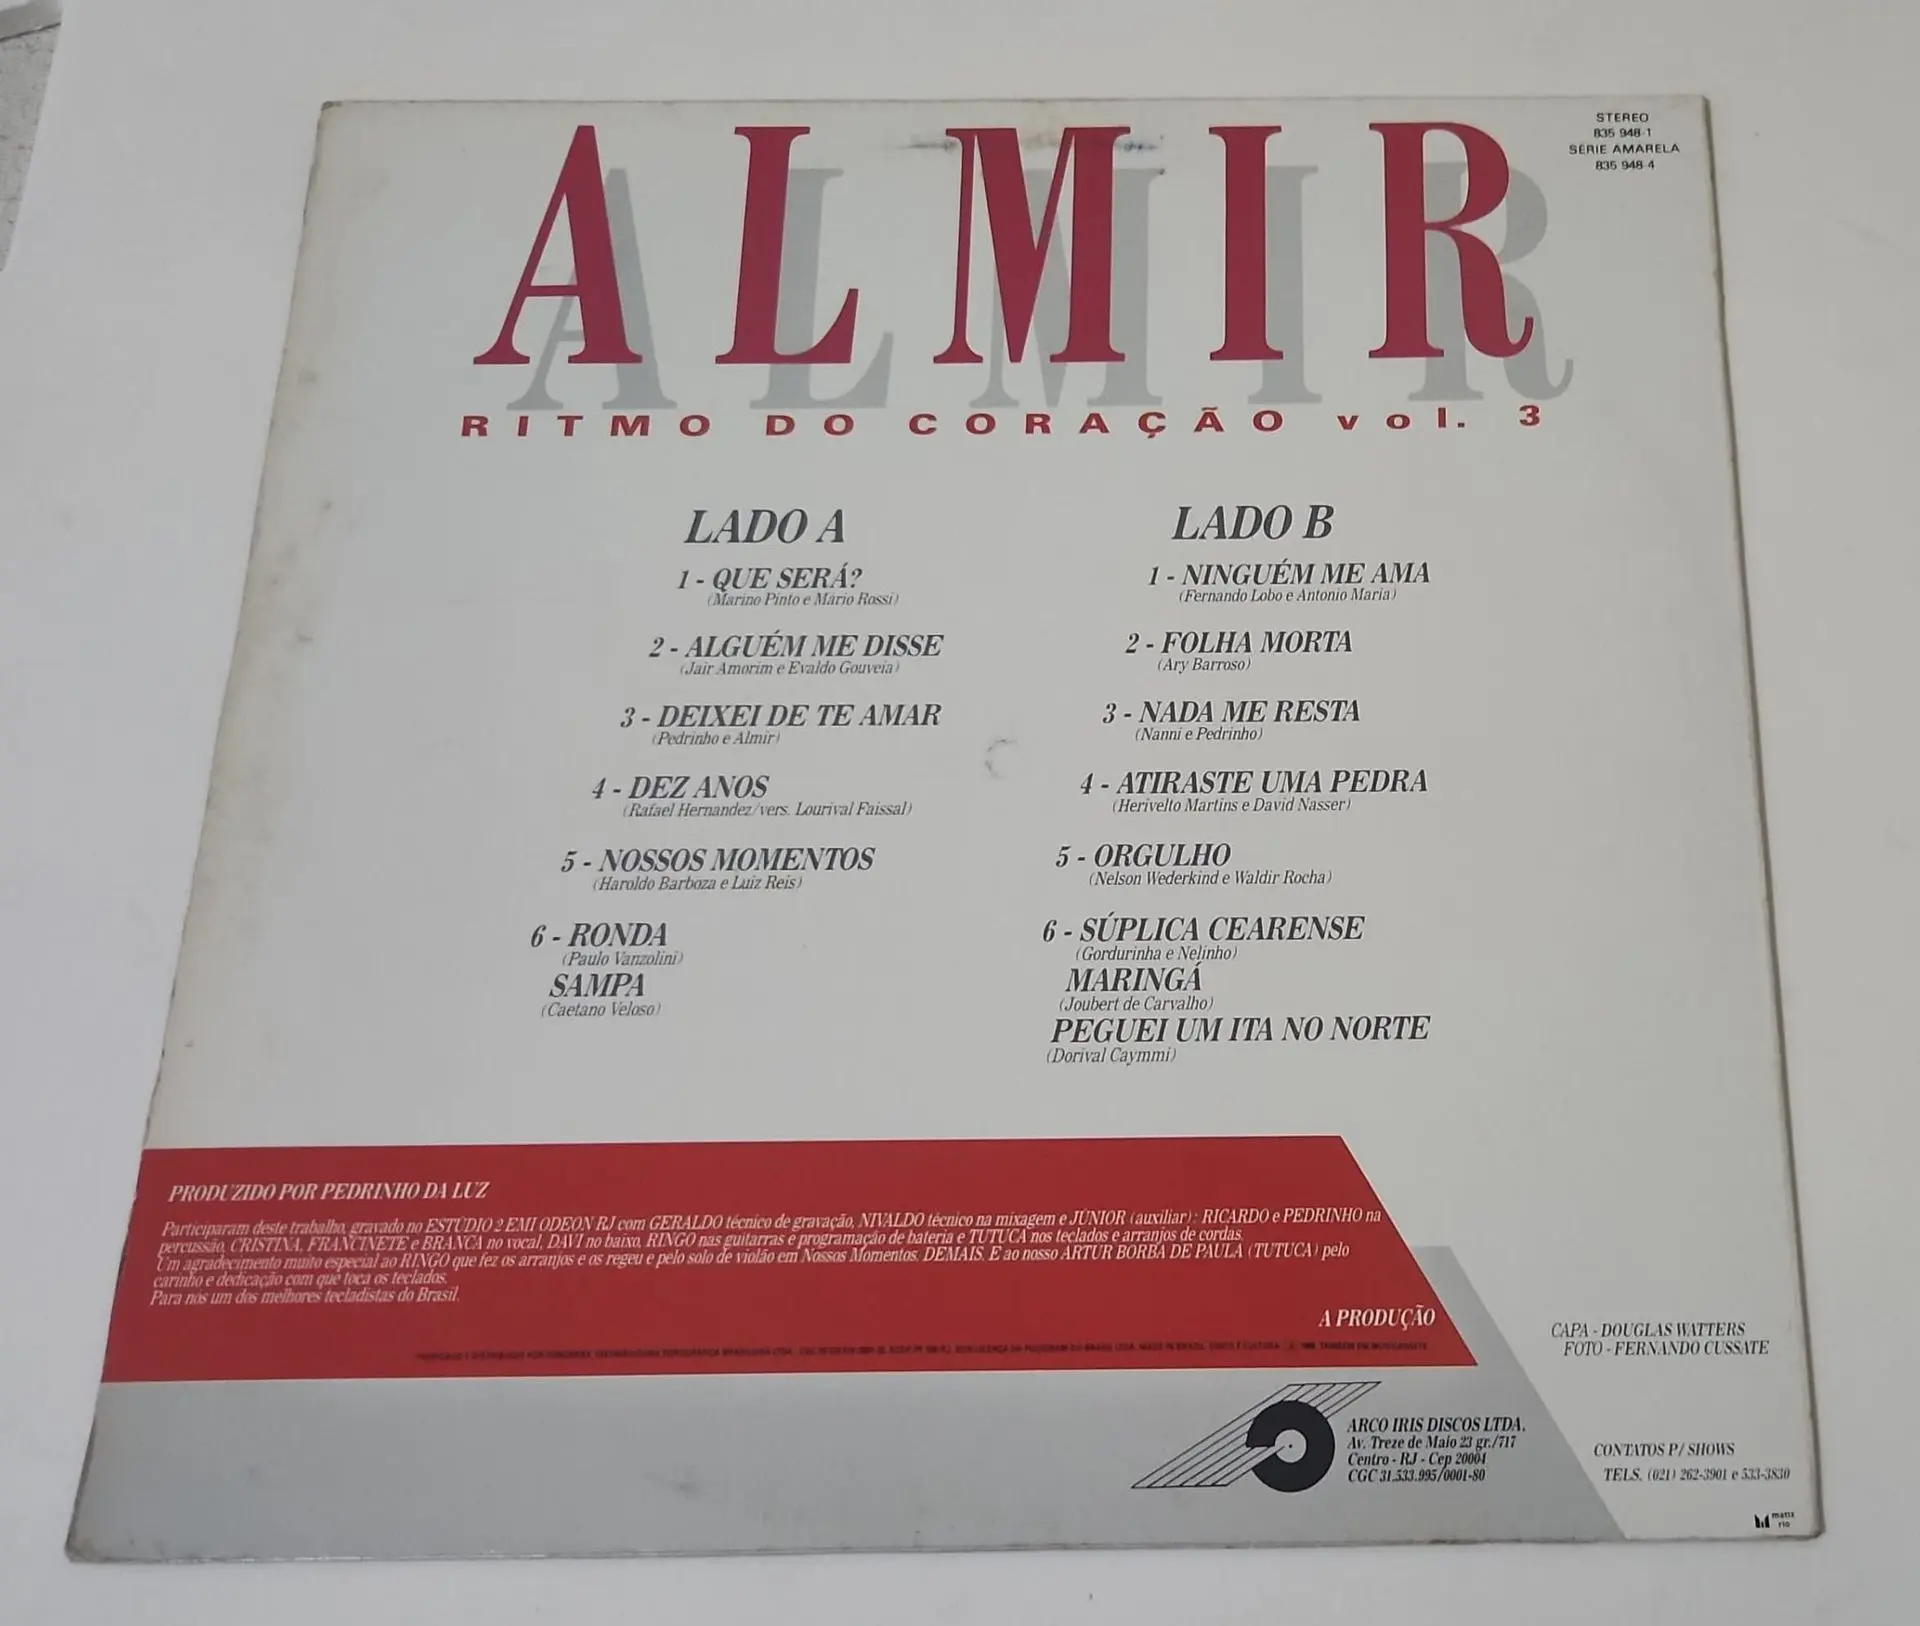 STEREO
835 948-1
SÉRIE AMARELA
835 948-4
ALMIR
RITMO DO CORAÇÃO vol. 3
LADO A
1 - QUE SERÁ?
(Marino Pinto e Mário Rossi)
2 - ALGUÉM ME DISSE
(Jair Amorim e Evaldo Gouveia)
3 - DEIXEI DE TE AMAR
(Pedrinho e Almir)
4 - DEZ ANOS
(Rafael Hernandez/vers. Lourival Faissal)
5 - NOSSOS MOMENTOS
(Haroldo Barboza e Luiz Reis)
6 - RONDA
(Paulo Vanzolini)
SAMPA
(Caetano Veloso)
LADO B
1 - NINGUÉM ME AMA
(Fernando Lobo e Antonio Maria)
2 - FOLHA MORTA
(Ary Barroso)
3 - NADA ME RESTA
(Nanni e Pedrinho)
4 - ATIRASTE UMA PEDRA
(Herivelto Martins e David Nasser)
5 - ORGULHO
(Nelson Wederkind e Waldir Rocha)
6 - SÚPLICA CEARENSE
(Gordurinha e Nelinho)
MARINGÁ
(Joubert de Carvalho)
PEGUEI UM ITA NO NORTE
(Dorival Caymmi)
PRODUZIDO POR PEDRINHO DA LUZ
Participaram deste trabalho, gravado no ESTÚDIO 2 EMI ODEON RJ com GERALDO técnico de gravação, NIVALDO técnico na mixagem e JÚNIOR (auxiliar): RICARDO e PEDRINHO na
percussão, CRISTINA, FRANCINETE e BRANCA no vocal, DAVI no baixo, RINGO nas guitarras e programação de bateria e TUTUCA nos teclados e arranjos de cordas.
Um agradecimento muito especial ao RINGO que fez os arranjos e os regeu e pelo solo de violão em Nossos Momentos. DEMAIS. E ao nosso ARTUR BORBA DE PAULA (TUTUCA) pelo
carinho e dedicação com que toca os teclados.
Para nós um dos melhores tecladistas do Brasil.
A PRODUÇÃO
CAPA - DOUGLAS WATTERS
FOTO - FERNANDO CUSSATE
ARCO IRIS DISCOS LTDA.
Av. Treze de Maio 23 gr./717
Centro - RJ - Cep 20004
CGC 31.533.995/0001-80
CONTATOS P/ SHOWS
TELS. (021) 262-3901 e 533-3830
matiz
rio